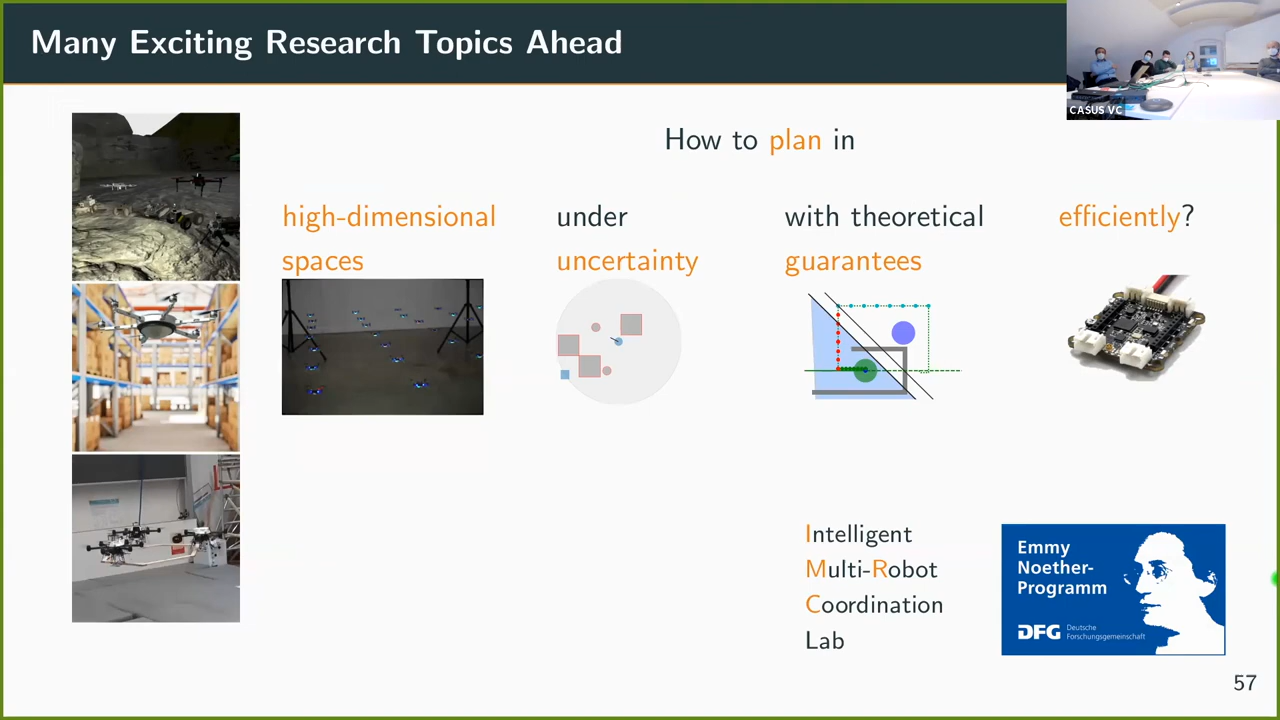 Many Exciting Research Topics Ahead
CASUS VC
How to plan in
high-dimensional
spaces
under
uncertainty
with theoretical
guarantees
efficiently?
Intelligent
Multi-Robot
Coordination
Lab
Emmy
Noether-
Programm
DFG Deutsche
Forschungsgemeinschaft
57